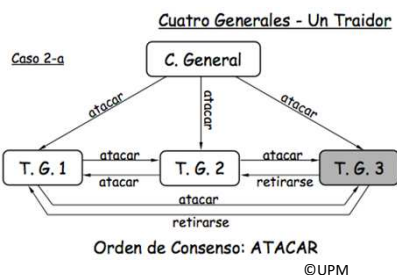 Cuatro Generales - Un Traidor
Caso 2-a
C. General
atacar
atacar
atacar
T. G. 1
atacar
atacar
T. G. 2
atacar
retirarse
T. G. 3
atacar
retirarse
Orden de Consenso: ATACAR
©UPM